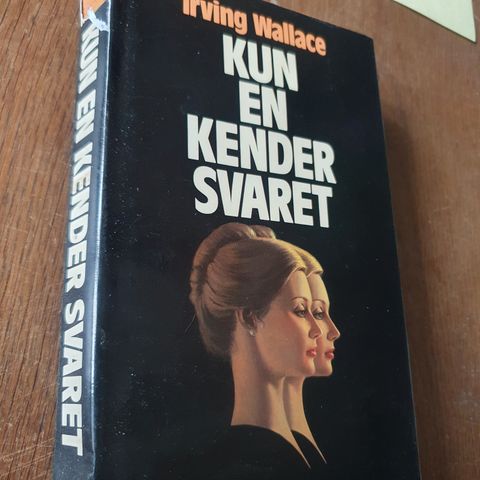 Irving Wallace
KUN
EN
KENDER
SVARET
KUN EN KENDER SVARET